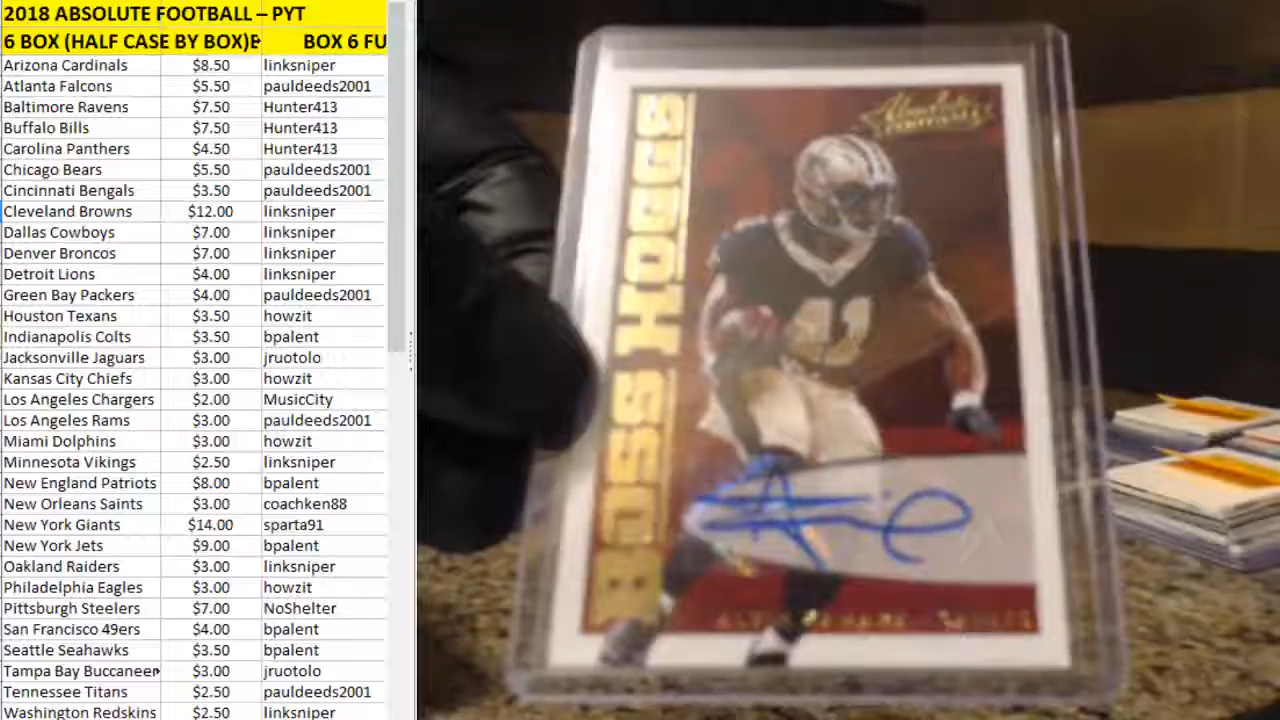 2018 ABSOLUTE FOOTBALL – PYT
6 BOX (HALF CASE BY BOX)B BOX 6 FU
Arizona Cardinals $8.50 linksniper
Atlanta Falcons $5.50 pauldeeds2001
Baltimore Ravens $7.50 Hunter413
Buffalo Bills $7.50 Hunter413
Carolina Panthers $4.50 Hunter413
Chicago Bears $5.50 pauldeeds2001
Cincinnati Bengals $3.50 pauldeeds2001
Cleveland Browns $12.00 linksniper
Dallas Cowboys $7.00 linksniper
Denver Broncos $7.00 linksniper
Detroit Lions $4.00 linksniper
Green Bay Packers $4.00 pauldeeds2001
Houston Texans $3.50 howzit
Indianapolis Colts $3.50 bpalent
Jacksonville Jaguars $3.00 jruotolo
Kansas City Chiefs $3.00 howzit
Los Angeles Chargers $2.00 MusicCity
Los Angeles Rams $3.00 pauldeeds2001
Miami Dolphins $3.00 howzit
Minnesota Vikings $2.50 linksniper
New England Patriots $8.00 bpalent
New Orleans Saints $3.00 coachken88
New York Giants $14.00 sparta91
New York Jets $9.00 bpalent
Oakland Raiders $3.00 linksniper
Philadelphia Eagles $3.00 howzit
Pittsburgh Steelers $7.00 NoShelter
San Francisco 49ers $4.00 bpalent
Seattle Seahawks $3.50 bpalent
Tampa Bay Buccaneer $3.00 jruotolo
Tennessee Titans $2.50 pauldeeds2001
Washington Redskins $2.50 linksniper
Absolute
FOOTBALL
41